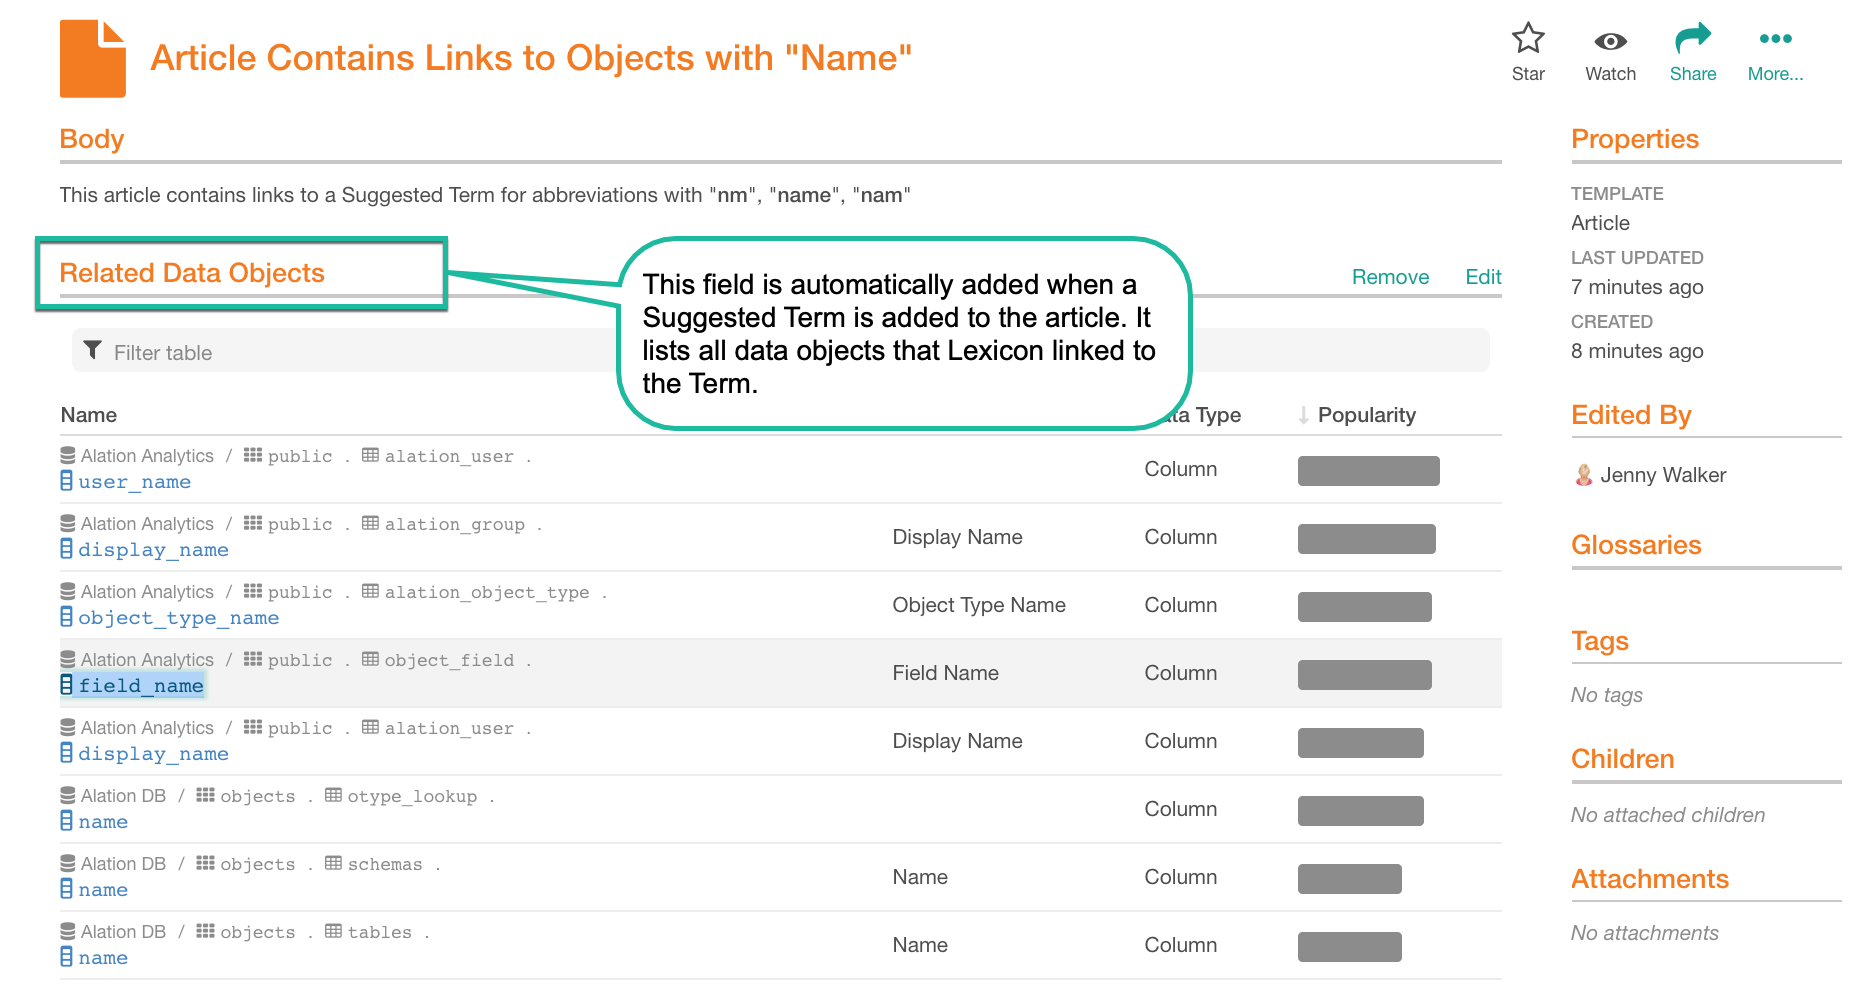 Article Contains Links to Objects with "Name"
Star
Watch
Share
More...
Body
This article contains links to a Suggested Term for abbreviations with "nm", "name", "nam"
Related Data Objects
Remove
Edit
This field is automatically added when a
Suggested Term is added to the article. It
lists all data objects that Lexicon linked to
the Term.
Filter table
Name
Type
Popularity
Alation Analytics / public . alation_user .
user_name
Column
Alation Analytics / public . alation_group .
display_name
Display Name
Column
Alation Analytics / public . alation_object_type .
object_type_name
Object Type Name
Column
Alation Analytics / public . object_field .
field_name
Field Name
Column
Alation Analytics / public . alation_user .
display_name
Display Name
Column
Alation DB / objects . otype_lookup .
name
Column
Alation DB / objects . schemas .
name
Name
Column
Alation DB / objects . tables .
name
Name
Column
Properties
TEMPLATE
Article
LAST UPDATED
7 minutes ago
CREATED
8 minutes ago
Edited By
Jenny Walker
Glossaries
Tags
No tags
Children
No attached children
Attachments
No attachments